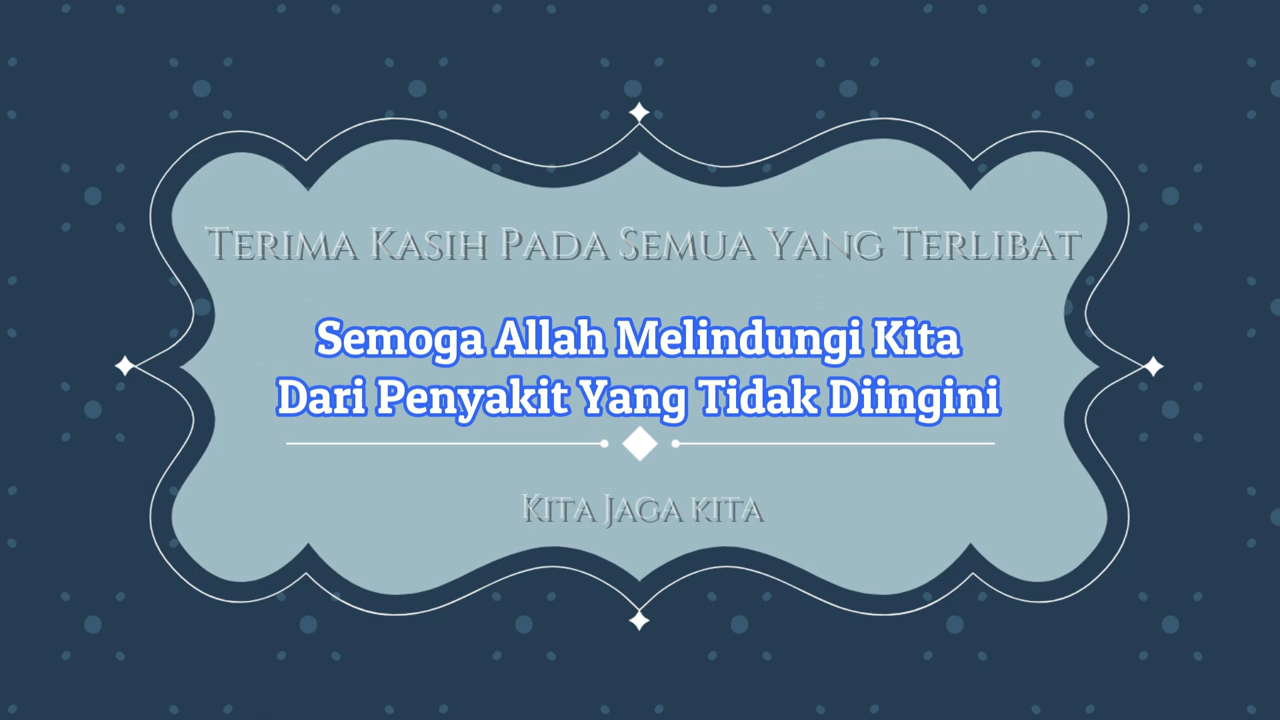 Terima Kasih Pada Semua Yang Terlibat
Semoga Allah Melindungi Kita
Dari Penyakit Yang Tidak Diingini
Kita Jaga kita